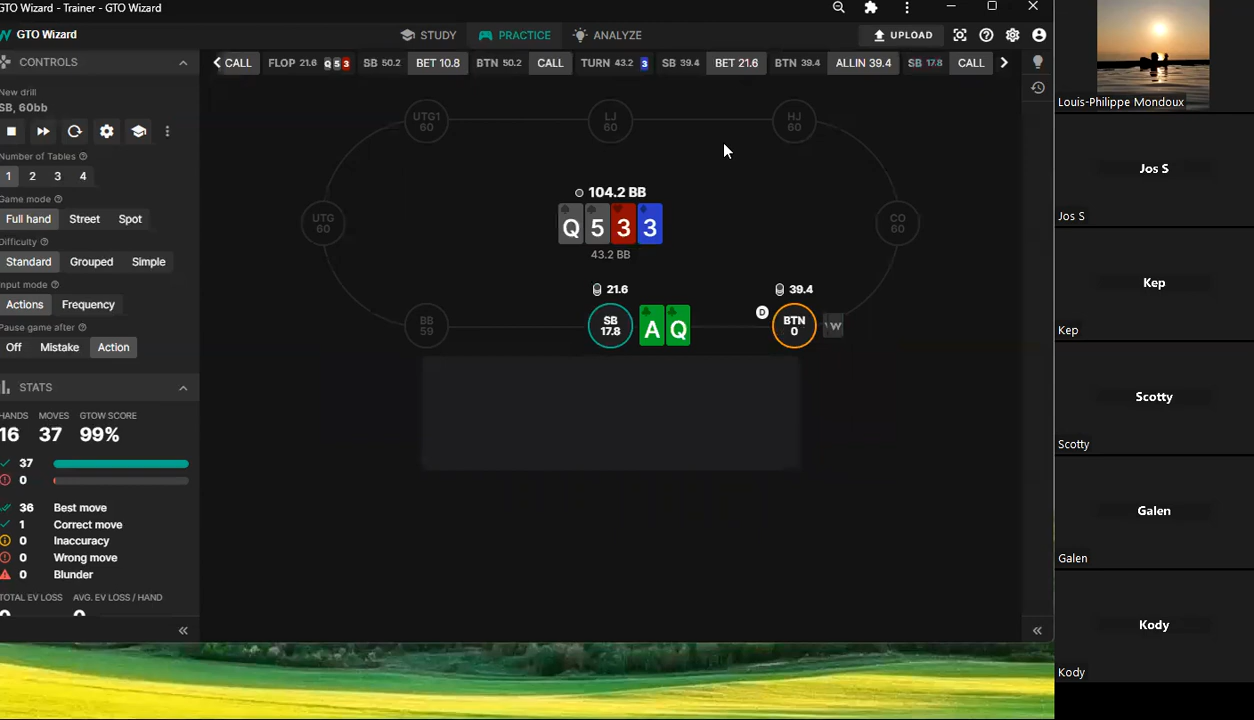 GTO Wizard - Trainer - GTO Wizard
GTO Wizard
STUDY
PRACTICE
ANALYZE
UPLOAD
CONTROLS
CALL
FLOP 21.6
Q 5 3
SB 50.2
BET 10.8
BTN 50.2
CALL
TURN 43.2
3
SB 39.4
BET 21.6
BTN 39.4
ALLIN 39.4
SB 17.8
CALL
New drill
SB, 60bb
Number of Tables
1 2 3 4
Game mode
Full hand Street Spot
Difficulty
Standard Grouped Simple
Input mode
Actions Frequency
Pause game after
Off Mistake Action
STATS
HANDS MOVES GTOW SCORE
16 37 99%
37
0
36 Best move
1 Correct move
0 Inaccuracy
0 Wrong move
0 Blunder
TOTAL EV LOSS AVG. EV LOSS / HAND
UTG1
60
LJ
60
HJ
60
UTG
60
CO
60
104.2 BB
Q 5 3 3
43.2 BB
21.6
39.4
BB
59
SB
17.8
A Q
D
BTN
0
W
Louis-Philippe Mondoux
Jos S
Jos S
Kep
Kep
Scotty
Scotty
Galen
Galen
Kody
Kody